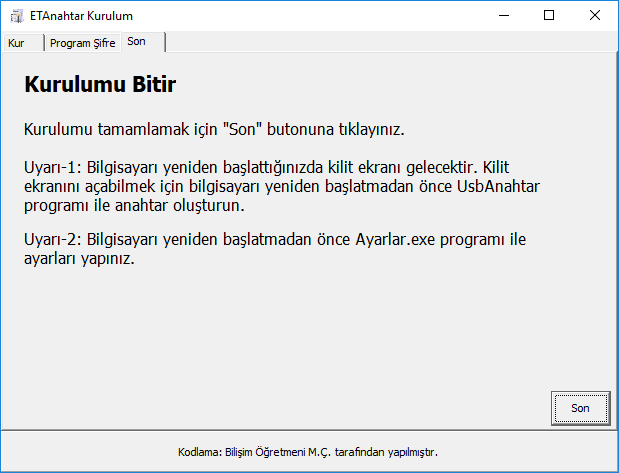 ETAnahtar Kurulum
Kur
Program Şifre
Son
Kurulumu Bitir
Kurulumu tamamlamak için "Son" butonuna tıklayınız.
Uyarı-1: Bilgisayarı yeniden başlattığınızda kilit ekranı gelecektir. Kilit
ekranını açabilmek için bilgisayarı yeniden başlatmadan önce UsbAnahtar
programı ile anahtar oluşturun.
Uyarı-2: Bilgisayarı yeniden başlatmadan önce Ayarlar.exe programı ile
ayarları yapınız.
Son
Kodlama: Bilişim Öğretmeni M.Ç. tarafından yapılmıştır.